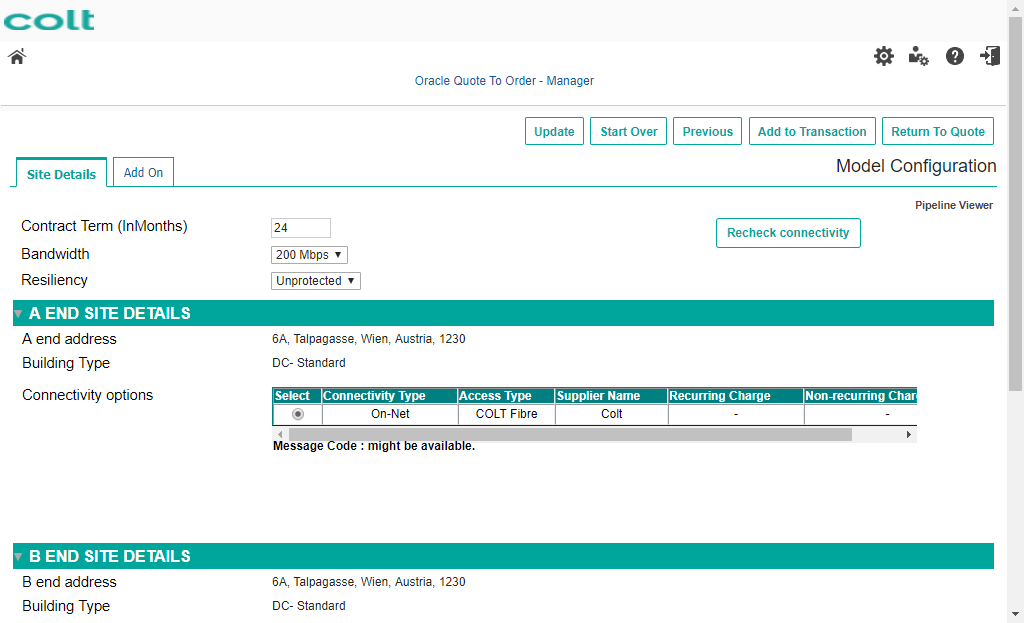 colt
Oracle Quote To Order - Manager
Update Start Over Previous Add to Transaction Return To Quote
Site Details Add On Model Configuration
Pipeline Viewer
Contract Term (InMonths) 24 Recheck connectivity
Bandwidth 200 Mbps
Resiliency Unprotected
A END SITE DETAILS
A end address 6A, Talpagasse, Wien, Austria, 1230
Building Type DC- Standard
Connectivity options
Select Connectivity Type Access Type Supplier Name Recurring Charge Non-recurring Char
On-Net COLT Fibre Colt - -
Message Code : might be available.
B END SITE DETAILS
B end address 6A, Talpagasse, Wien, Austria, 1230
Building Type DC- Standard